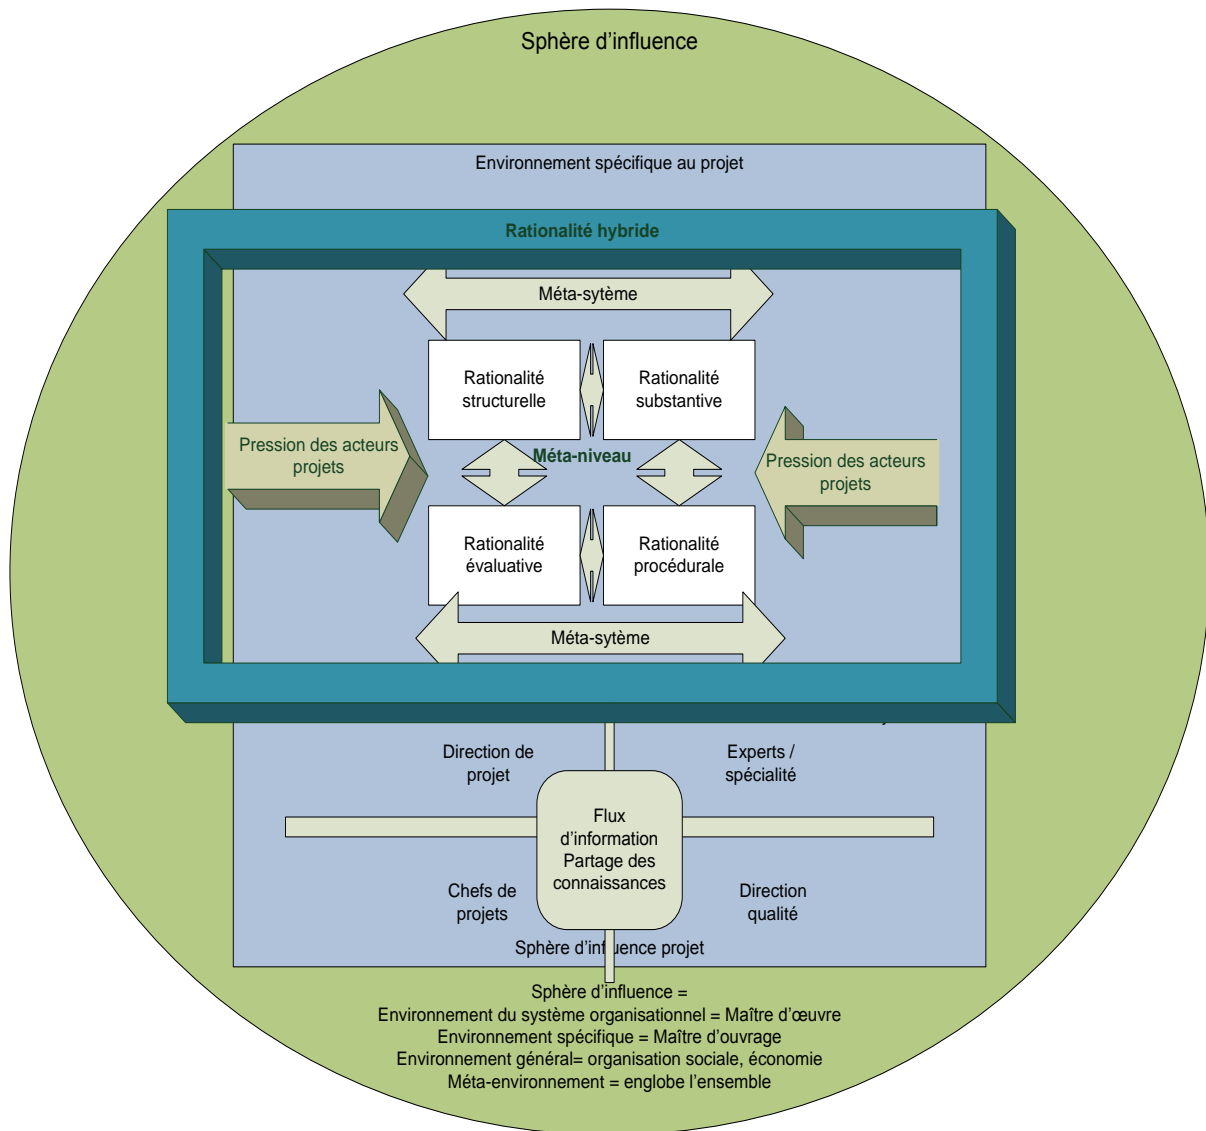 Sphère d'influence
Environnement spécifique au projet
Rationalité hybride
Méta-sytème
Rationalité
structurelle
Rationalité
substantive
Pression des acteurs
projets
Méta-niveau
Pression des acteurs
projets
Rationalité
évaluative
Rationalité
procédurale
Méta-sytème
Direction de
projet
Experts /
spécialité
Flux
d'information
Partage des
connaissances
Chefs de
projets
Direction
qualité
Sphère d'influence projet
Sphère d'influence =
Environnement du système organisationnel = Maître d'œuvre
Environnement spécifique = Maître d'ouvrage
Environnement général= organisation sociale, économie
Méta-environnement = englobe l'ensemble